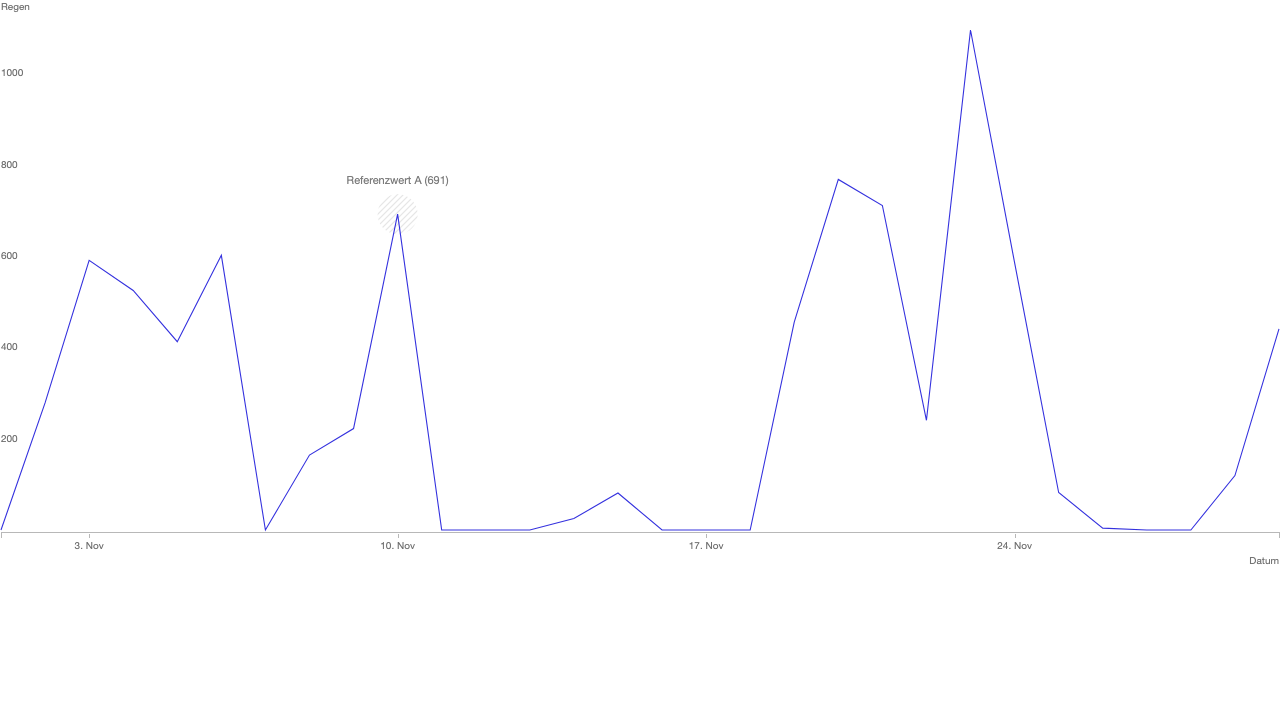 Regen
1000
800
Referenzwert A (691)
600
400
200
3. Nov
10. Nov
17. Nov
24. Nov
Datum